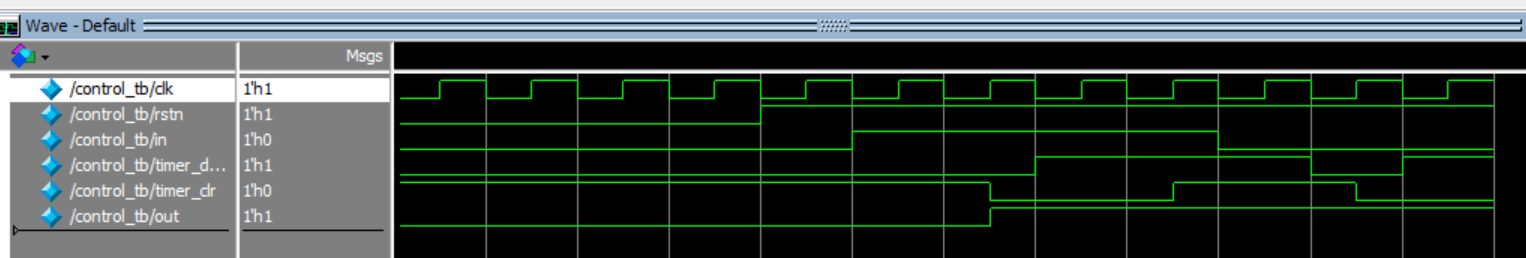 Wave - Default
Msgs
/control_tb/clk 1'h1
/control_tb/rstn 1'h1
/control_tb/in 1'h0
/control_tb/timer_d... 1'h1
/control_tb/timer_clr 1'h0
/control_tb/out 1'h1